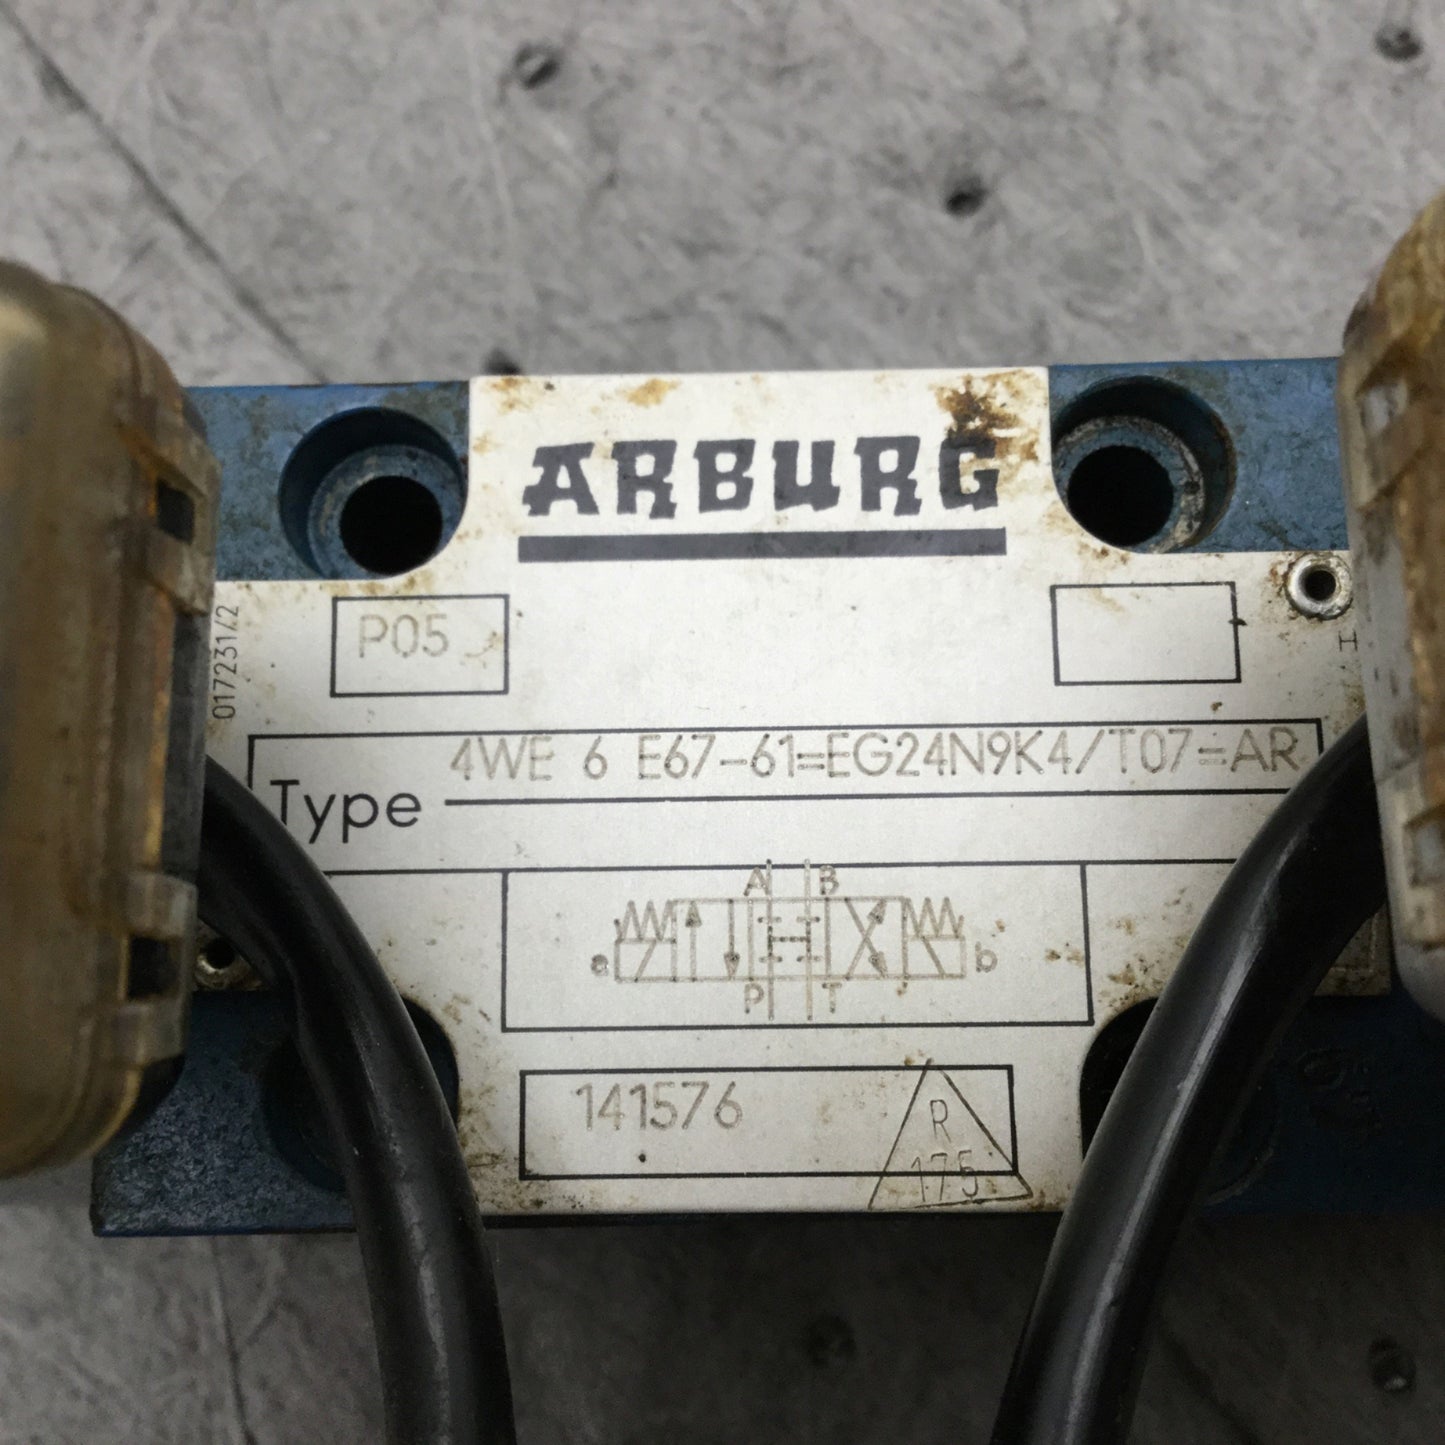 ARBURG
P05
017231/2
H
4WE 6 E67-61=EG24N9K4/T07=AR
Type
A B
a b
P T
141576
R
175